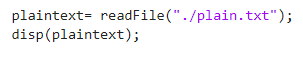 plaintext= readFile("./plain.txt");
disp(plaintext);